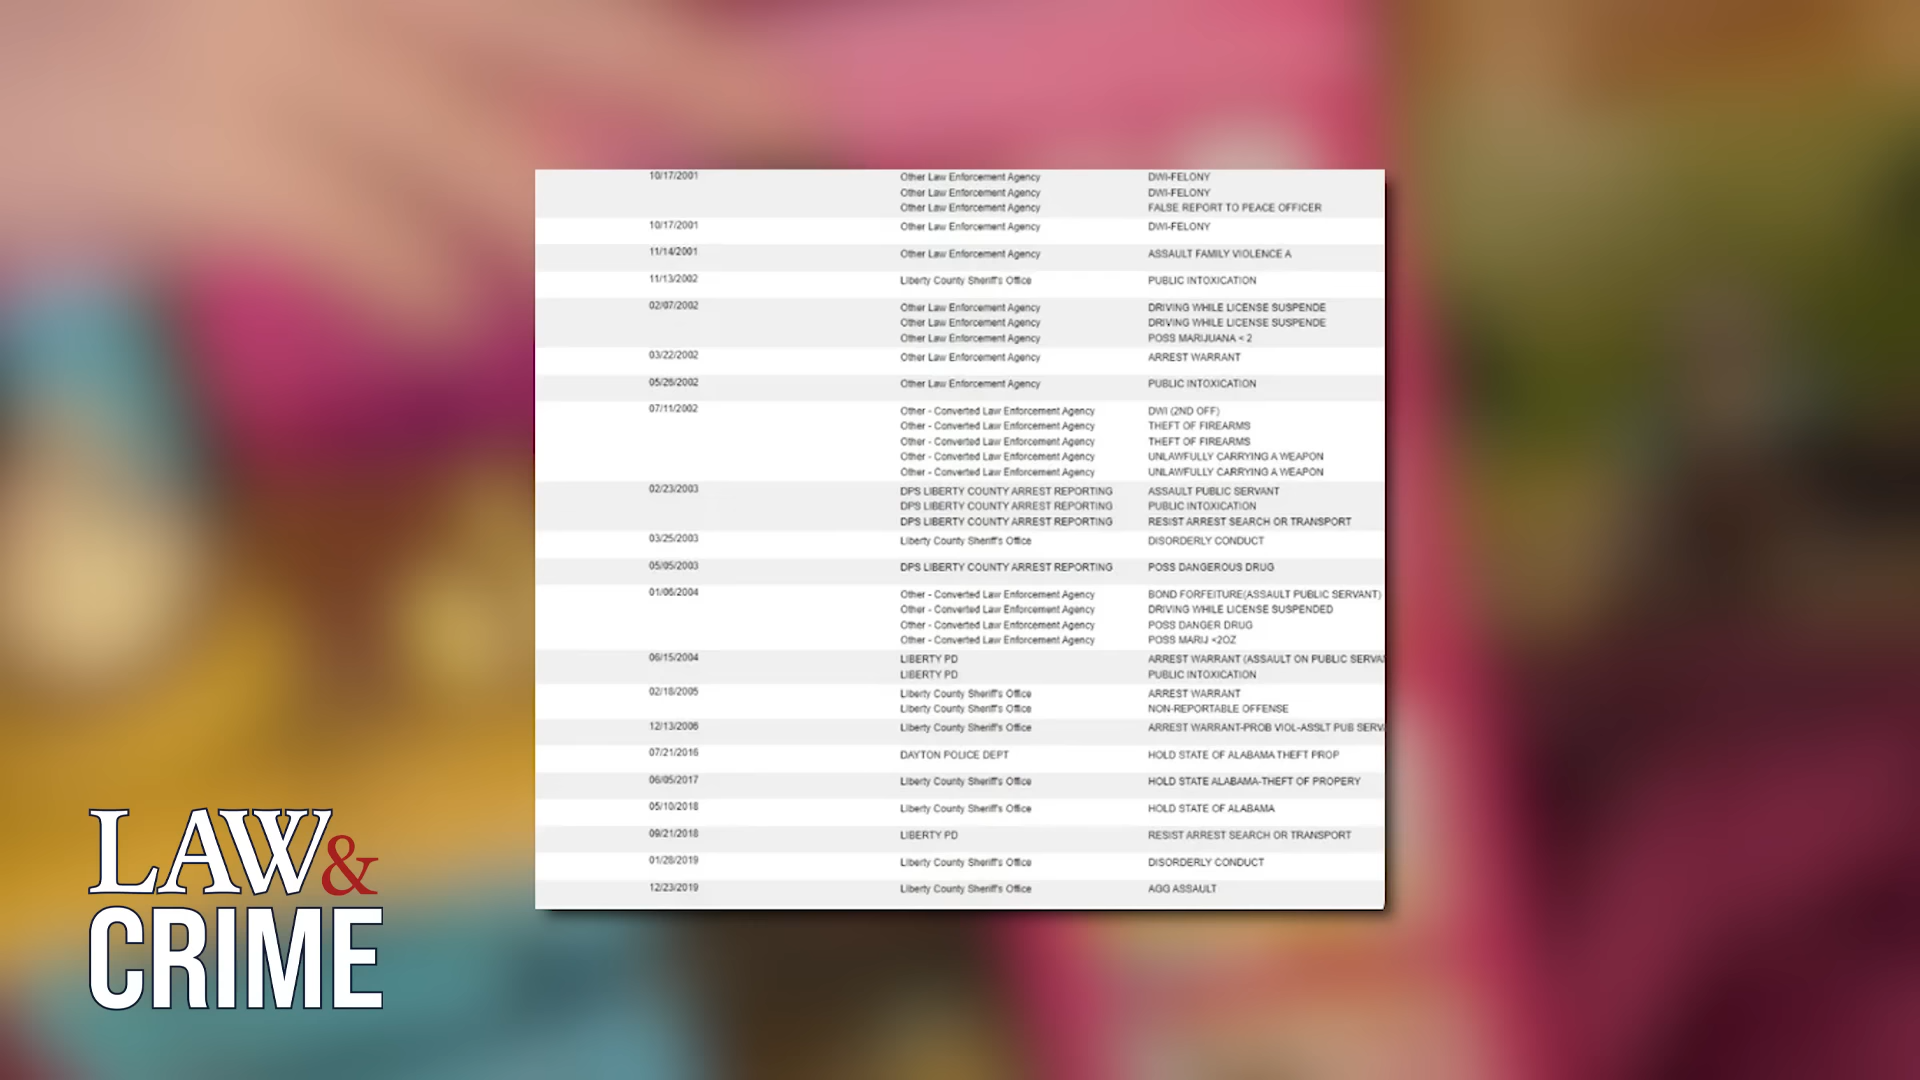 10/17/2001 Other Law Enforcement Agency DWI-FELONY
Other Law Enforcement Agency DWI-FELONY
Other Law Enforcement Agency FALSE REPORT TO PEACE OFFICER
10/17/2001 Other Law Enforcement Agency DWI-FELONY
11/14/2001 Other Law Enforcement Agency ASSAULT FAMILY VIOLENCE A
11/13/2002 Liberty County Sheriff's Office PUBLIC INTOXICATION
02/07/2002 Other Law Enforcement Agency DRIVING WHILE LICENSE SUSPENDE
Other Law Enforcement Agency DRIVING WHILE LICENSE SUSPENDE
Other Law Enforcement Agency POSS MARIJUANA < 2
03/22/2002 Other Law Enforcement Agency ARREST WARRANT
05/26/2002 Other Law Enforcement Agency PUBLIC INTOXICATION
07/11/2002 Other - Converted Law Enforcement Agency DWI (2ND OFF)
Other - Converted Law Enforcement Agency THEFT OF FIREARMS
Other - Converted Law Enforcement Agency THEFT OF FIREARMS
Other - Converted Law Enforcement Agency UNLAWFULLY CARRYING A WEAPON
Other - Converted Law Enforcement Agency UNLAWFULLY CARRYING A WEAPON
02/23/2003 DPS LIBERTY COUNTY ARREST REPORTING ASSAULT PUBLIC SERVANT
DPS LIBERTY COUNTY ARREST REPORTING PUBLIC INTOXICATION
DPS LIBERTY COUNTY ARREST REPORTING RESIST ARREST SEARCH OR TRANSPORT
03/25/2003 Liberty County Sheriff's Office DISORDERLY CONDUCT
05/05/2003 DPS LIBERTY COUNTY ARREST REPORTING POSS DANGEROUS DRUG
01/06/2004 Other - Converted Law Enforcement Agency BOND FORFEITURE(ASSAULT PUBLIC SERVANT)
Other - Converted Law Enforcement Agency DRIVING WHILE LICENSE SUSPENDED
Other - Converted Law Enforcement Agency POSS DANGER DRUG
Other - Converted Law Enforcement Agency POSS MARIJ <2OZ
06/15/2004 LIBERTY PD ARREST WARRANT (ASSAULT ON PUBLIC SERVA
LIBERTY PD PUBLIC INTOXICATION
02/18/2005 Liberty County Sheriff's Office ARREST WARRANT
Liberty County Sheriff's Office NON-REPORTABLE OFFENSE
12/13/2006 Liberty County Sheriff's Office ARREST WARRANT-PROB VIOL-ASSLT PUB SERV
07/21/2016 DAYTON POLICE DEPT HOLD STATE OF ALABAMA THEFT PROP
06/05/2017 Liberty County Sheriff's Office HOLD STATE ALABAMA-THEFT OF PROPERY
05/10/2018 Liberty County Sheriff's Office HOLD STATE OF ALABAMA
09/21/2018 LIBERTY PD RESIST ARREST SEARCH OR TRANSPORT
01/28/2019 Liberty County Sheriff's Office DISORDERLY CONDUCT
12/23/2019 Liberty County Sheriff's Office AGG ASSAULT
LAW&
CRIME